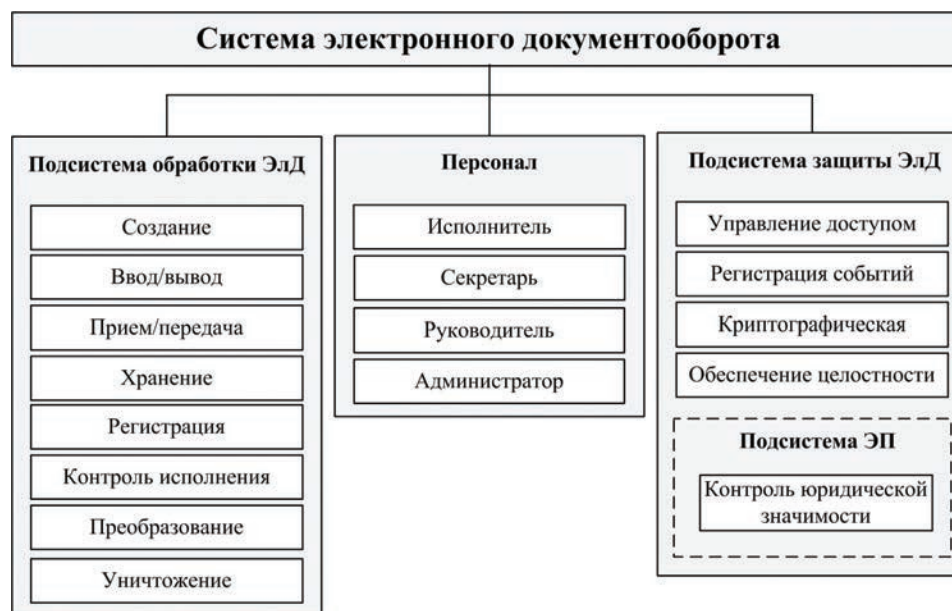 Система электронного документооборота
Подсистема обработки ЭлД
Создание
Ввод/вывод
Прием/передача
Хранение
Регистрация
Контроль исполнения
Преобразование
Уничтожение
Персонал
Исполнитель
Секретарь
Руководитель
Администратор
Подсистема защиты ЭлД
Управление доступом
Регистрация событий
Криптографическая
Обеспечение целостности
Подсистема ЭП
Контроль юридической
значимости